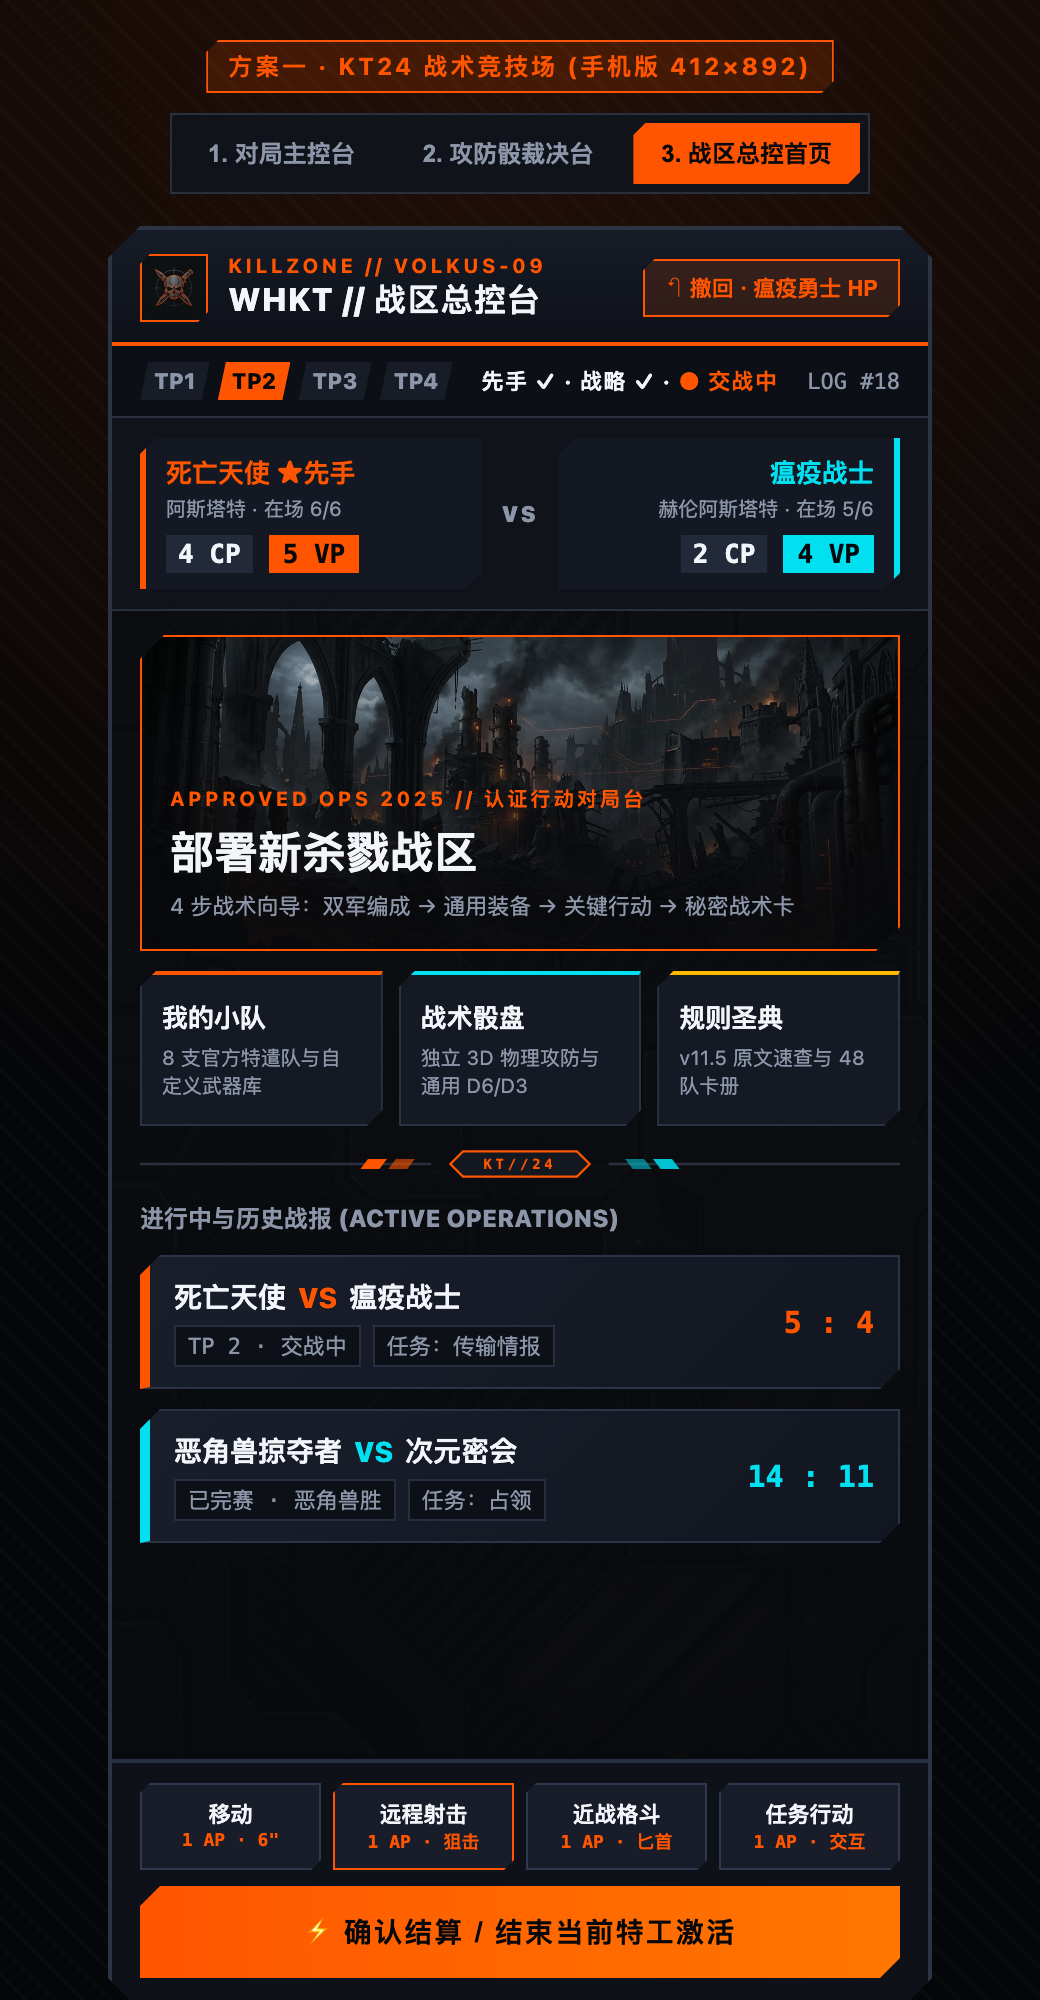 方案一 · KT24 战术竞技场 (手机版 412×892)
1. 对局主控台
2. 攻防骰裁决台
3. 战区总控首页
KILLZONE // VOLKUS-09
WHKT // 战区总控台
撤回 · 瘟疫勇士 HP
TP1 TP2 TP3 TP4 先手 ✓ · 战略 ✓ · 交战中 LOG #18
死亡天使 ★先手
阿斯塔特 · 在场 6/6
4 CP 5 VP
VS
瘟疫战士
赫伦阿斯塔特 · 在场 5/6
2 CP 4 VP
APPROVED OPS 2025 // 认证行动对局台
部署新杀戮战区
4 步战术向导：双军编成 → 通用装备 → 关键行动 → 秘密战术卡
我的小队
8 支官方特遣队与自
定义武器库
战术骰盘
独立 3D 物理攻防与
通用 D6/D3
规则圣典
v11.5 原文速查与 48
队卡册
KT//24
进行中与历史战报 (ACTIVE OPERATIONS)
死亡天使 VS 瘟疫战士
TP 2 · 交战中
任务：传输情报
5 : 4
恶角兽掠夺者 VS 次元密会
已完赛 · 恶角兽胜
任务：占领
14 : 11
移动
1 AP · 6"
远程射击
1 AP · 狙击
近战格斗
1 AP · 匕首
任务行动
1 AP · 交互
⚡ 确认结算 / 结束当前特工激活